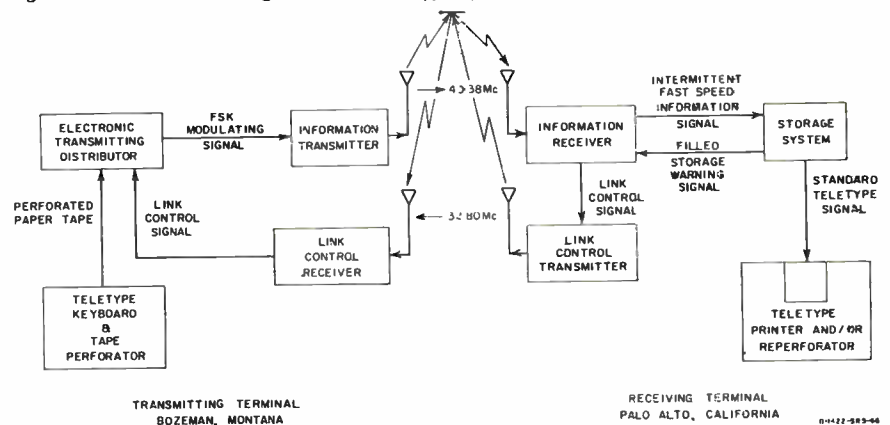 ELECTRONIC
TRANSMITTING
DISTRIBUTOR
FSK
MODULATING
SIGNAL
INFORMATION
TRANSMITTER
INFORMATION
RECEIVER
INTERMITTENT
FAST SPEED
INFORMATION
SIGNAL
FILLED
STORAGE
WARNING
SIGNAL
STORAGE
SYSTEM
PERFORATED
PAPER TAPE
LINK
CONTROL
SIGNAL
LINK
CONTROL
RECEIVER
32.80MC
LINK
CONTROL
SIGNAL
LINK
CONTROL
TRANSMITTER
STANDARD
TELETYPE
SIGNAL
TELETYPE
KEYBOARD
&
TAPE
PERFORATOR
TELETYPE
PRINTER AND/OR
REPERFORATOR
TRANSMITTING TERMINAL
BOZEMAN, MONTANA
RECEIVING TERMINAL
PALO ALTO, CALIFORNIA